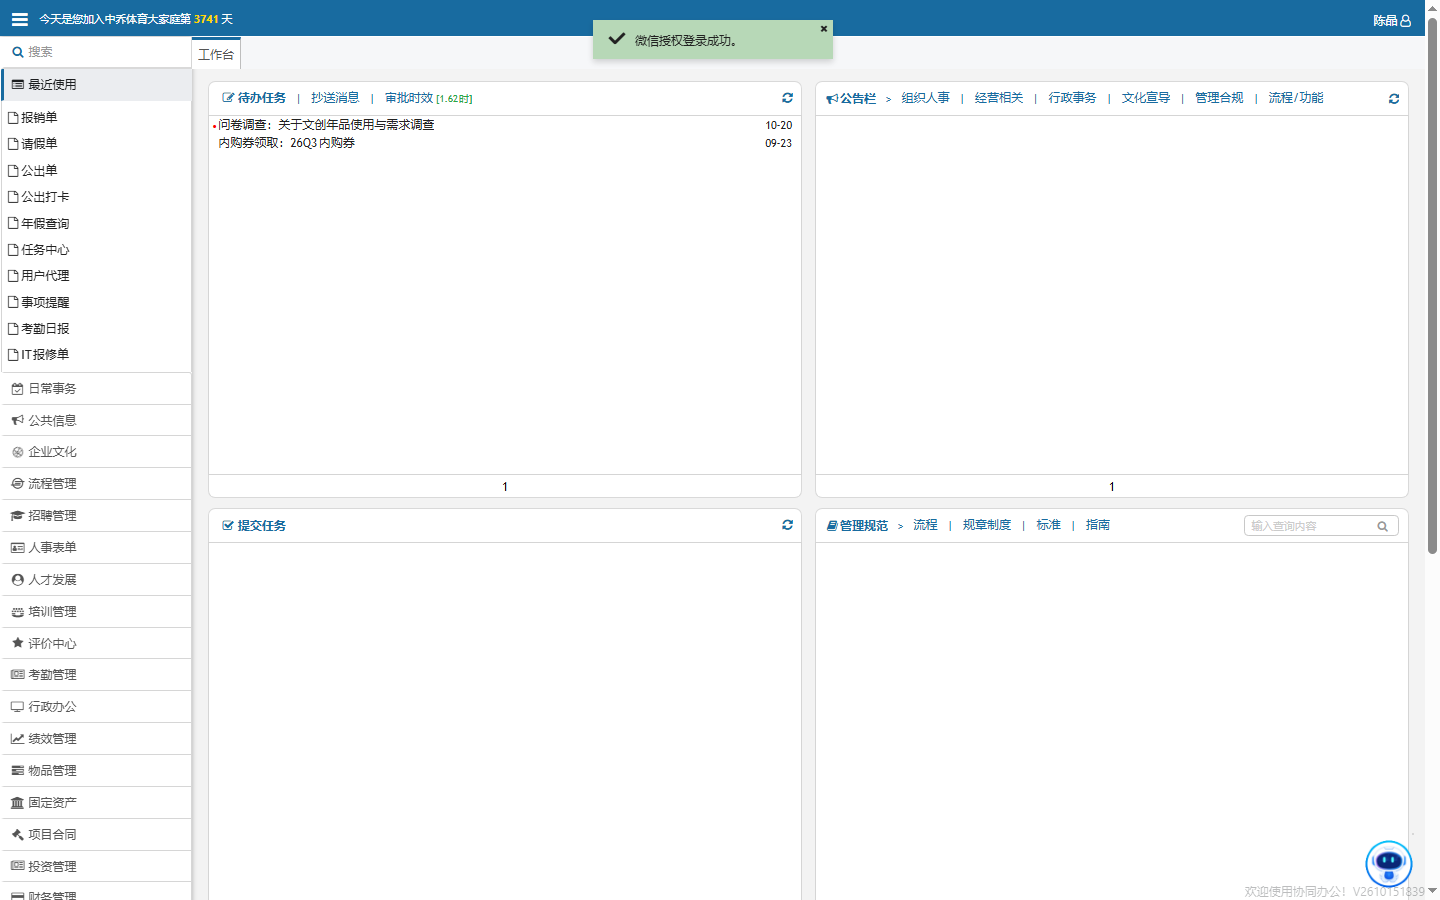 今天是您加入中乔体育大家庭第 3741 天
陈晶
微信授权登录成功。
搜索
工作台
最近使用
报销单
请假单
公出单
公出打卡
年假查询
任务中心
用户代理
事项提醒
考勤日报
IT报修单
日常事务
公共信息
企业文化
流程管理
招聘管理
人事表单
人才发展
培训管理
评价中心
考勤管理
行政办公
绩效管理
物品管理
固定资产
项目合同
投资管理
财务管理
待办任务 | 抄送消息 | 审批时效 [1.62时]
问卷调查：关于文创年品使用与需求调查 10-20
内购券领取：26Q3内购券 09-23
1
公告栏 > 组织人事 | 经营相关 | 行政事务 | 文化宣导 | 管理合规 | 流程/功能
1
提交任务
管理规范 > 流程 | 规章制度 | 标准 | 指南
输入查询内容
欢迎使用协同办公！V2610151839